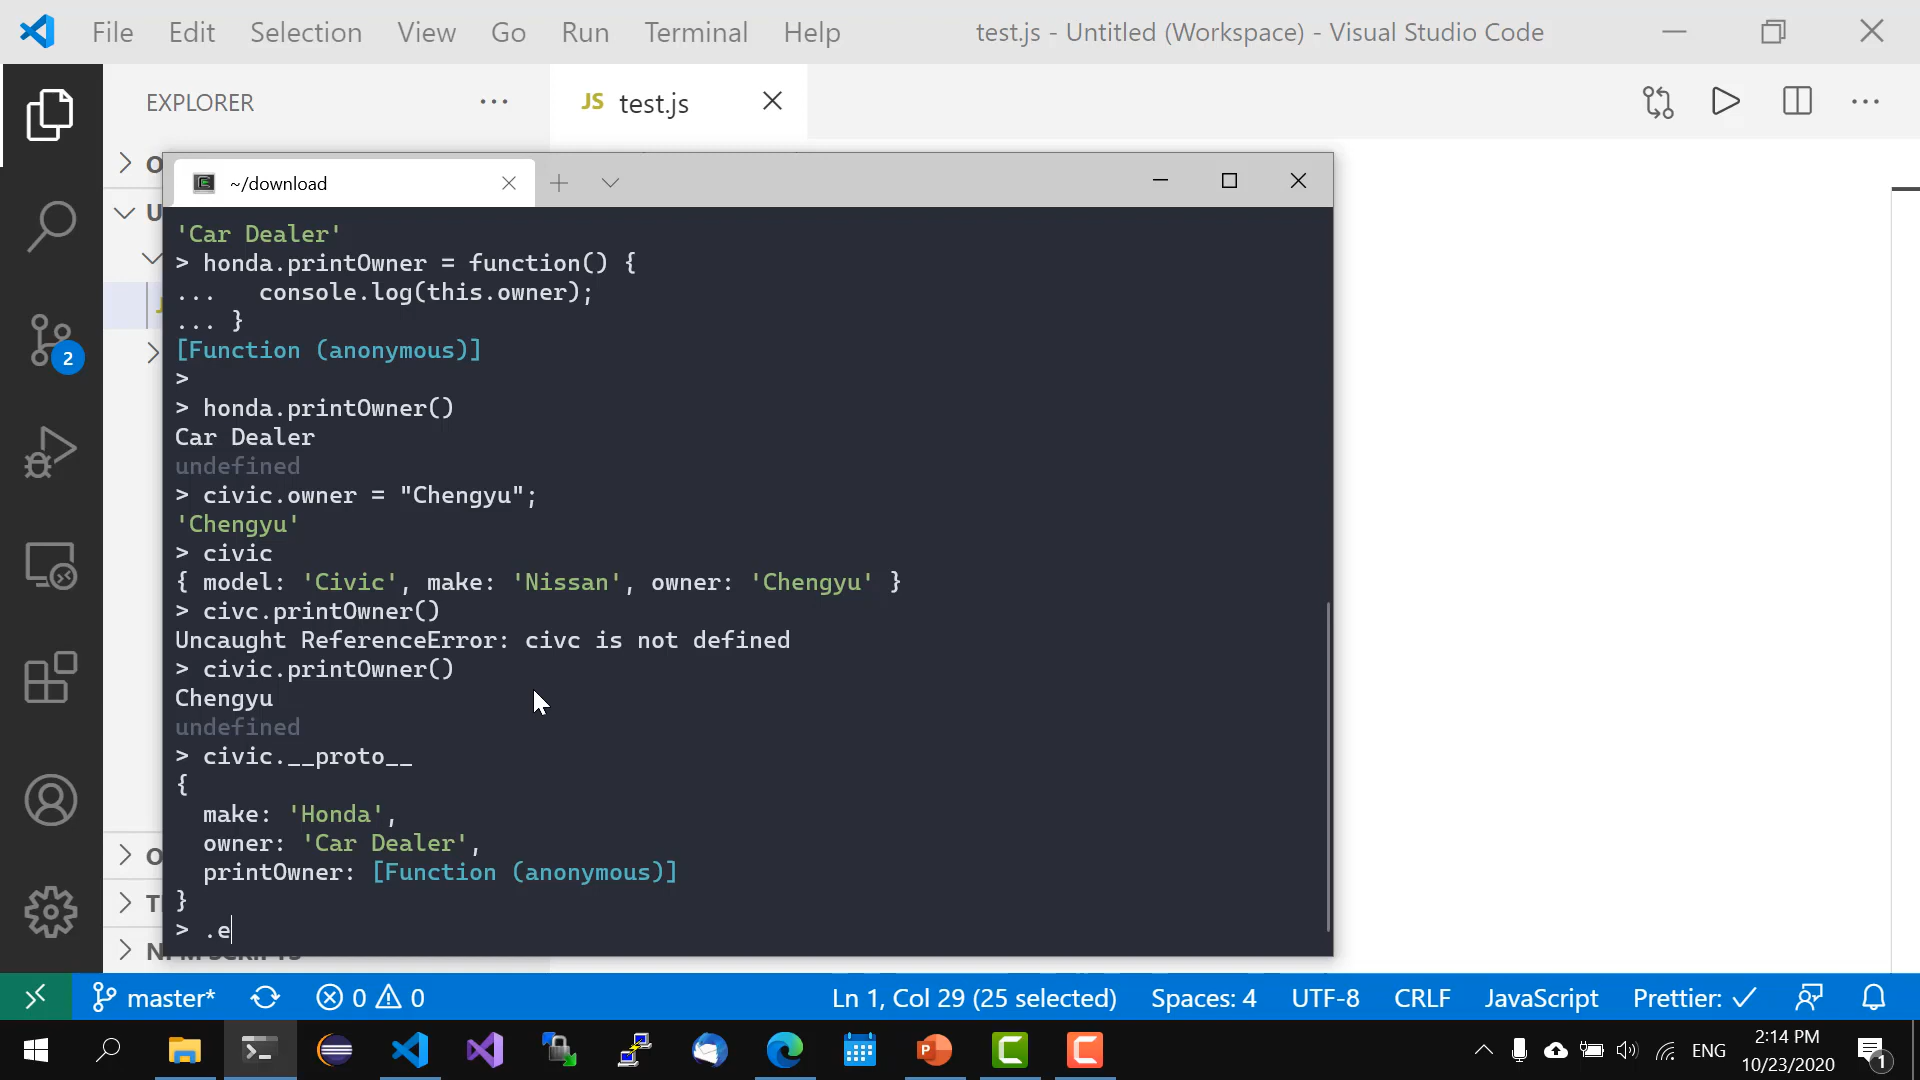 File Edit Selection View Go Run Terminal Help test.js - Untitled (Workspace) - Visual Studio Code
EXPLORER
JS test.js
~/download
'Car Dealer'
> honda.printOwner = function() {
... console.log(this.owner);
... }
[Function (anonymous)]
>
> honda.printOwner()
Car Dealer
undefined
> civic.owner = "Chengyu";
'Chengyu'
> civic
{ model: 'Civic', make: 'Nissan', owner: 'Chengyu' }
> civc.printOwner()
Uncaught ReferenceError: civc is not defined
> civic.printOwner()
Chengyu
undefined
> civic.__proto__
{
make: 'Honda',
owner: 'Car Dealer',
printOwner: [Function (anonymous)]
}
> .e
2
master* 0 0 Ln 1, Col 29 (25 selected) Spaces: 4 UTF-8 CRLF JavaScript Prettier: ✓
ENG 2:14 PM
10/23/2020 1